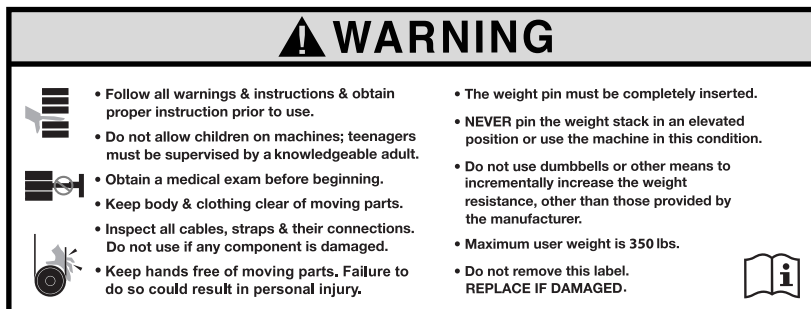 WARNING
• Follow all warnings & instructions & obtain
proper instruction prior to use.
• Do not allow children on machines; teenagers
must be supervised by a knowledgeable adult.
• Obtain a medical exam before beginning.
• Keep body & clothing clear of moving parts.
• Inspect all cables, straps & their connections.
Do not use if any component is damaged.
• Keep hands free of moving parts. Failure to
do so could result in personal injury.
• The weight pin must be completely inserted.
• NEVER pin the weight stack in an elevated
position or use the machine in this condition.
• Do not use dumbbells or other means to
incrementally increase the weight
resistance, other than those provided by
the manufacturer.
• Maximum user weight is 350 lbs.
• Do not remove this label.
REPLACE IF DAMAGED.